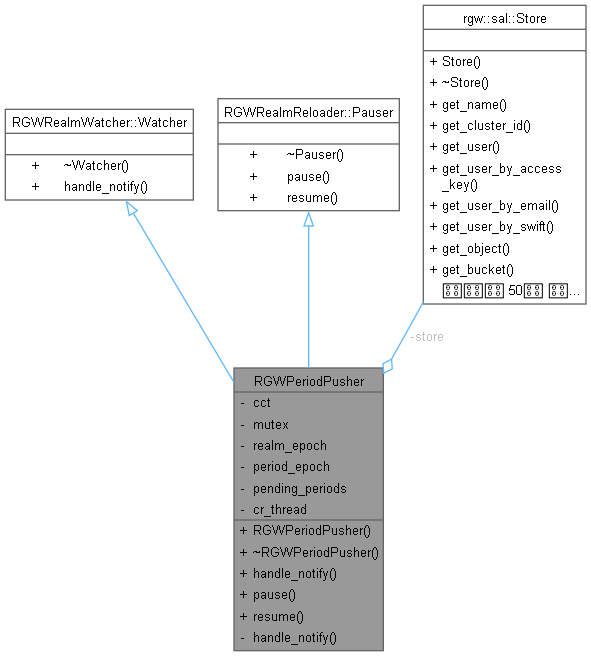 rgw::sal::Store
+ Store()
+ ~Store()
+ get_name()
+ get_cluster_id()
+ get_user()
+ get_user_by_access
_key()
+ get_user_by_email()
+ get_user_by_swift()
+ get_object()
+ get_bucket()
50
...
RGWRealmWatcher::Watcher
+ ~Watcher()
+ handle_notify()
RGWRealmReloader::Pauser
+ ~Pauser()
+ pause()
+ resume()
-store
RGWPeriodPusher
- cct
- mutex
- realm_epoch
- period_epoch
- pending_periods
- cr_thread
+ RGWPeriodPusher()
+ ~RGWPeriodPusher()
+ handle_notify()
+ pause()
+ resume()
- handle_notify()